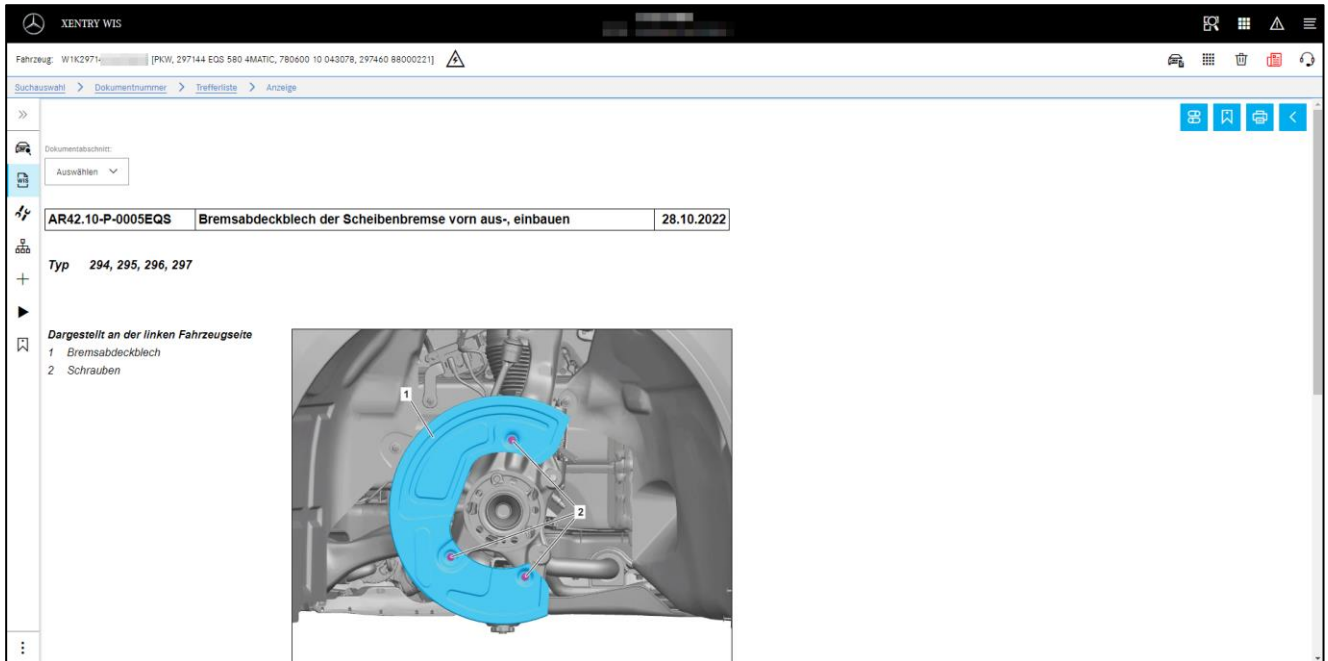 XENTRY WIS
Fahrzeug: W1K2971 [PKW, 297144 EQS 580 4MATIC, 780600 10 043078, 297460 88000221]
Suchauswahl > Dokumentnummer > Trefferliste > Anzeige
Dokumentabschnitt:
WIS
Auswählen
AR42.10-P-0005EQS Bremsabdeckblech der Scheibenbremse vorn aus-, einbauen 28.10.2022
Typ 294, 295, 296, 297
Dargestellt an der linken Fahrzeugseite
1 Bremsabdeckblech
2 Schrauben
1
2